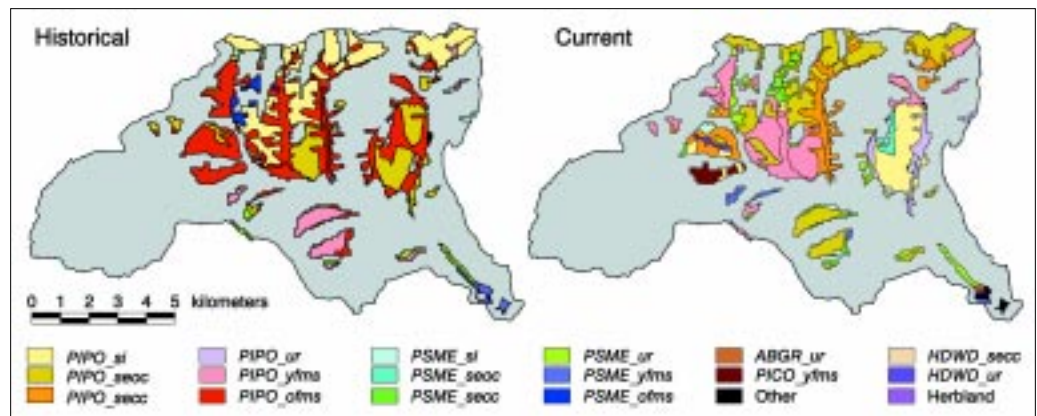 Historical
Current
0 1 2 3 4 5 kilometers
PIPO_si PIPO_ur PSME_si PSME_ur ABGR_ur HDWD_secc
PIPO_seoc PIPO_yfms PSME_seoc PSME_yfms PICO_yfms HDWD_ur
PIPO_secc PIPO_ofms PSME_secc PSME_ofms Other Herbland